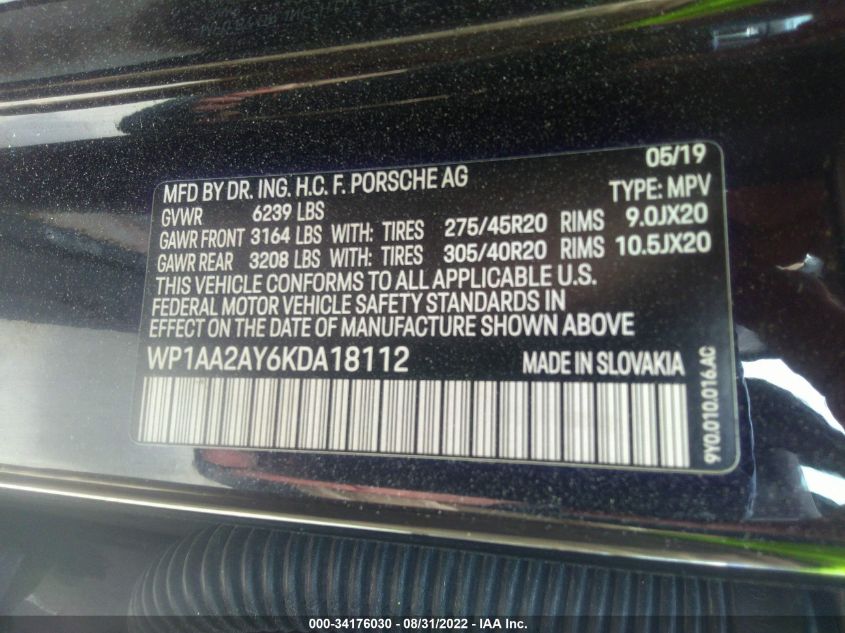 MFD BY DR. ING. H.C. F. PORSCHE AG 05/19
GVWR 6239 LBS TYPE: MPV
GAWR FRONT 3164 LBS WITH: TIRES 275/45R20 RIMS 9.0JX20
GAWR REAR 3208 LBS WITH: TIRES 305/40R20 RIMS 10.5JX20
THIS VEHICLE CONFORMS TO ALL APPLICABLE U.S.
FEDERAL MOTOR VEHICLE SAFETY STANDARDS IN
EFFECT ON THE DATE OF MANUFACTURE SHOWN ABOVE
WP1AA2AY6KDA18112 MADE IN SLOVAKIA
9Y0.010.016.AC
000-34176030 - 08/31/2022 - IAA Inc.